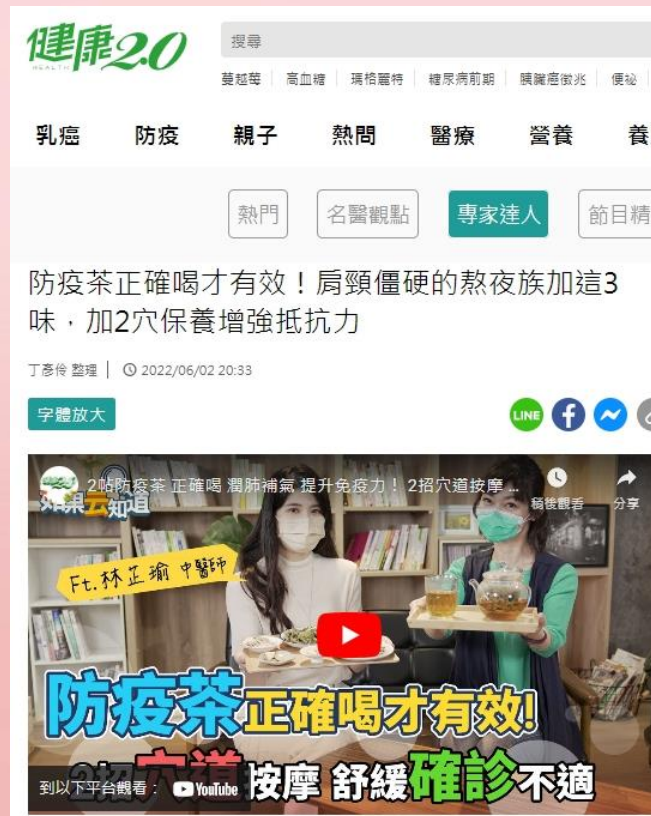 健康2.0
HEALTH
搜尋
蔓越莓 高血糖 瑪格麗特 糖尿病前期 胰臟癌徵兆 便祕
乳癌 防疫 親子 熱問 醫療 營養 養
熱門 名醫觀點 專家達人 節目精
防疫茶正確喝才有效！肩頸僵硬的熬夜族加這3
味，加2穴保養增強抵抗力
丁彥伶 整理 2022/06/02 20:33
字體放大
LINE
2帖防疫茶 正確喝 潤肺補氣 提升免疫力！ 2招穴道按摩 ...
稍後觀看 分享
如果云知道
Ft.林芷瑜 中醫師
防疫茶正確喝才有效!
2招穴道按摩 舒緩確診不適
到以下平台觀看： YouTube